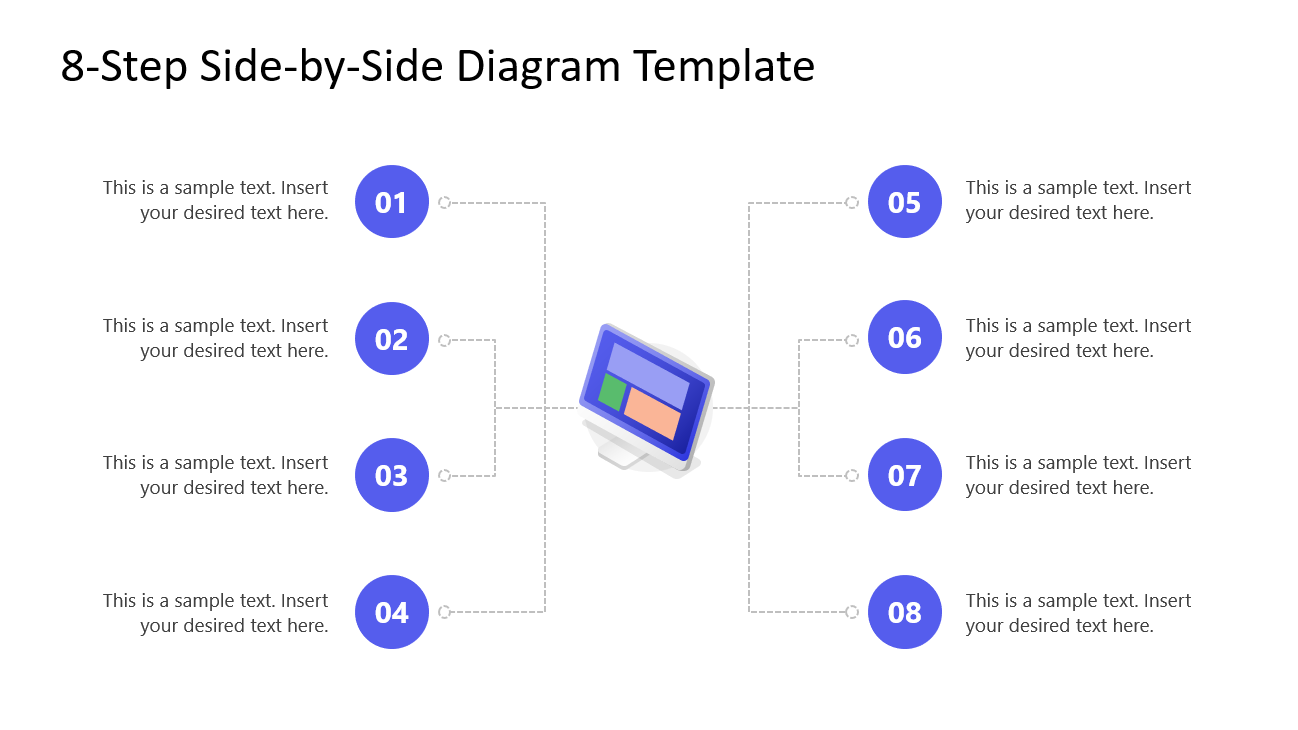 8-Step Side-by-Side Diagram Template
This is a sample text. Insert
your desired text here.
01
This is a sample text. Insert
your desired text here.
02
This is a sample text. Insert
your desired text here.
03
This is a sample text. Insert
your desired text here.
04
05
This is a sample text. Insert
your desired text here.
06
This is a sample text. Insert
your desired text here.
07
This is a sample text. Insert
your desired text here.
08
This is a sample text. Insert
your desired text here.